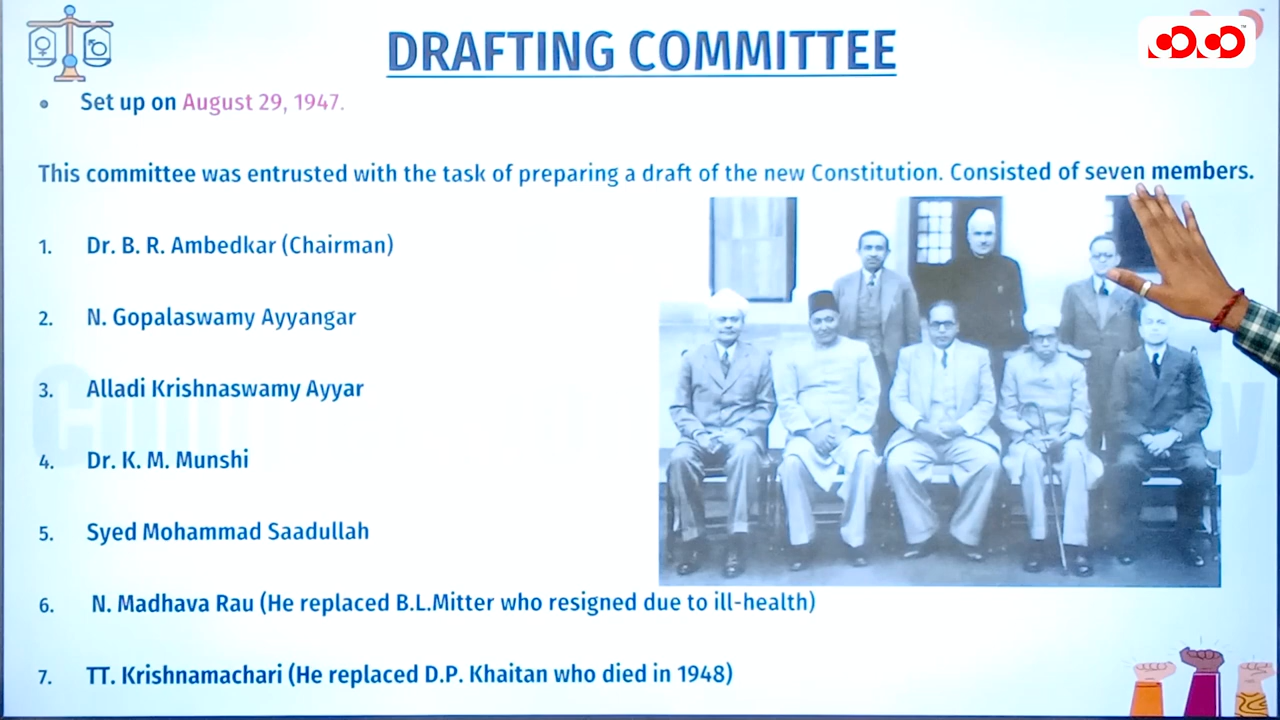 DRAFTING COMMITTEE
Set up on August 29, 1947.
This committee was entrusted with the task of preparing a draft of the new Constitution. Consisted of seven members.
1. Dr. B. R. Ambedkar (Chairman)
2. N. Gopalaswamy Ayyangar
3. Alladi Krishnaswamy Ayyar
4. Dr. K. M. Munshi
5. Syed Mohammad Saadullah
6. N. Madhava Rau (He replaced B.L.Mitter who resigned due to ill-health)
7. TT. Krishnamachari (He replaced D.P. Khaitan who died in 1948)